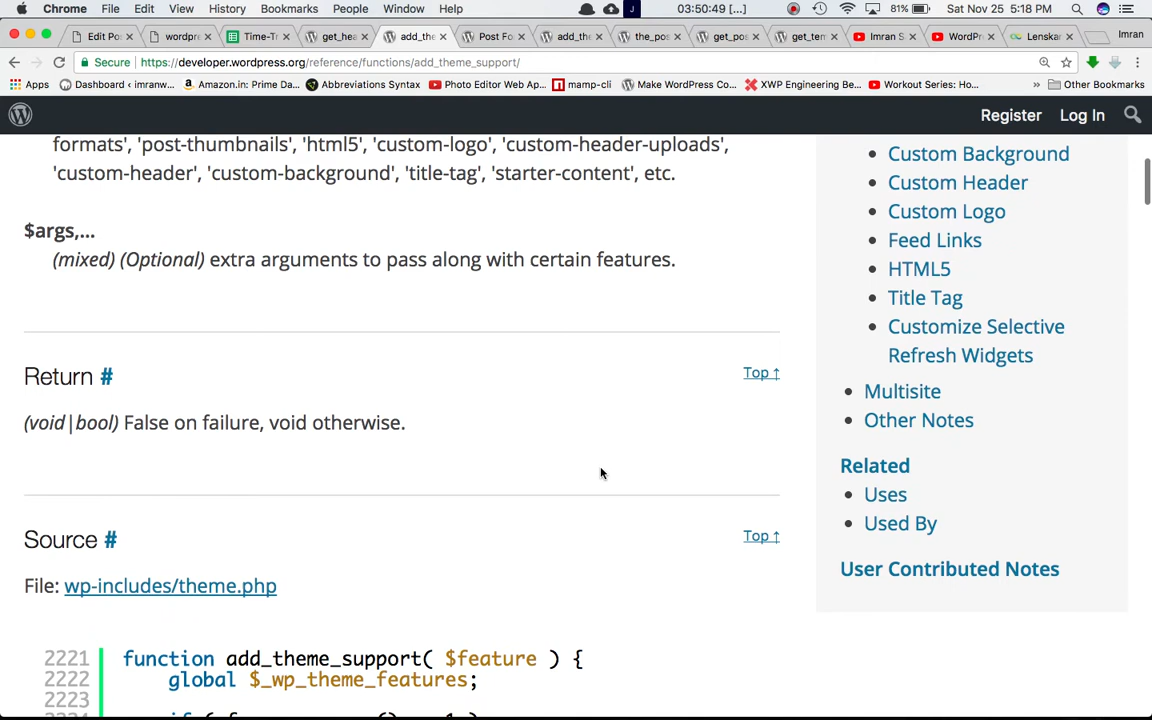 Chrome File Edit View History Bookmarks People Window Help 03:50:49 [...] 81% Sat Nov 25 5:18 PM
Edit Po: wordpre Time-Tr get_hea add_the Post Fo add_the the_pos get_pos get_tem Imran S WordPr Lenskar Imran
Secure https://developer.wordpress.org/reference/functions/add_theme_support/
Apps Dashboard ‹ imranw... Amazon.in: Prime Da... Abbreviations Syntax Photo Editor Web Ap... mamp-cli Make WordPress Co... XWP Engineering Be... Workout Series: Ho... » Other Bookmarks
Register Log In
formats', 'post-thumbnails', 'html5', 'custom-logo', 'custom-header-uploads',
'custom-header', 'custom-background', 'title-tag', 'starter-content', etc.
$args,...
(mixed) (Optional) extra arguments to pass along with certain features.
Return #
Top ↑
(void|bool) False on failure, void otherwise.
Source #
Top ↑
File: wp-includes/theme.php
2221 function add_theme_support( $feature ) {
2222 global $_wp_theme_features;
2223
Custom Background
Custom Header
Custom Logo
Feed Links
HTML5
Title Tag
Customize Selective
Refresh Widgets
Multisite
Other Notes
Related
Uses
Used By
User Contributed Notes